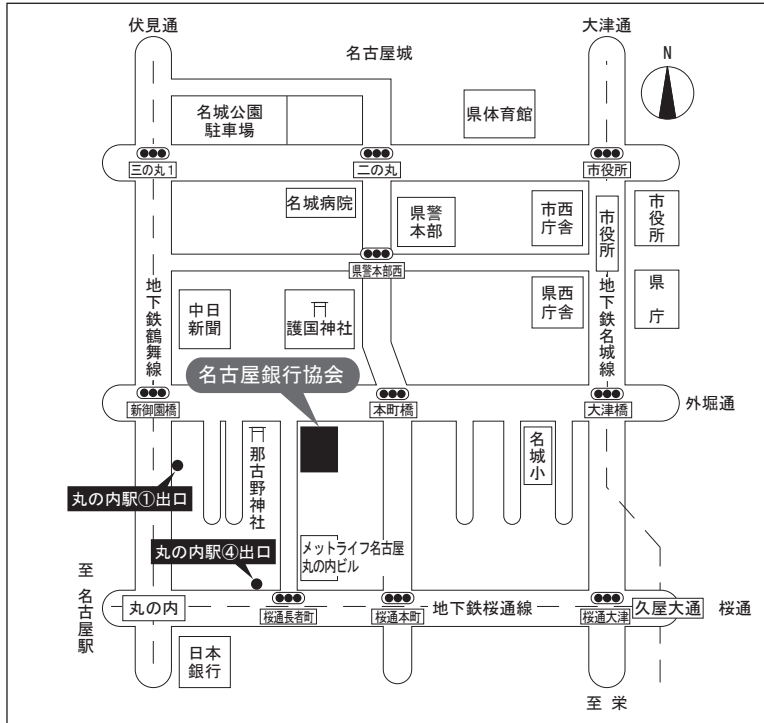 伏見通
大津通
名古屋城
N
名城公園
駐車場
県体育館
三の丸1
二の丸
市役所
名城病院
県警
本部
市西
庁舎
市役所
市役所
県警本部西
地下鉄鶴舞線
中日
新聞
護国神社
県西
庁舎
地下鉄名城線
県庁
名古屋銀行協会
新御園橋
本町橋
大津橋
外堀通
那古野神社
名城小
丸の内駅①出口
メットライフ名古屋
丸の内ビル
丸の内駅④出口
至 名古屋駅
丸の内
桜通長者町
桜通本町
地下鉄桜通線
桜通大津
久屋大通
桜通
日本
銀行
至 栄